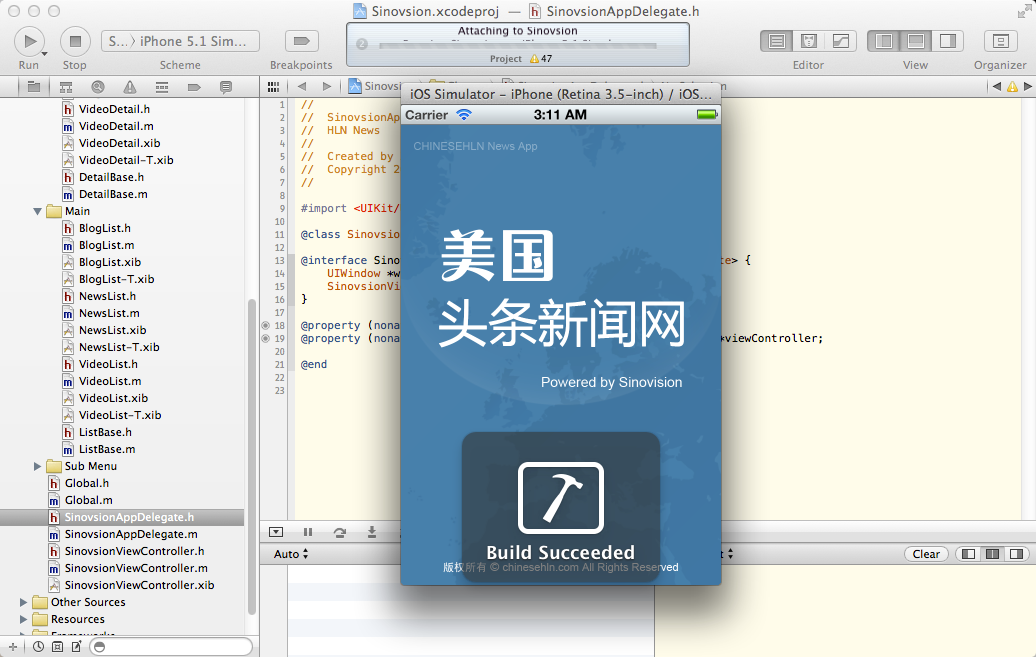 Sinovsion.xcodeproj — SinovsionAppDelegate.h
Run
Stop
S... iPhone 5.1 Sim...
Scheme
Breakpoints
Attaching to Sinovsion
2
Project 47
Editor
View
Organizer
VideoDetail.h
VideoDetail.m
VideoDetail.xib
VideoDetail-T.xib
DetailBase.h
DetailBase.m
Main
BlogList.h
BlogList.m
BlogList.xib
BlogList-T.xib
NewsList.h
NewsList.m
NewsList.xib
NewsList-T.xib
VideoList.h
VideoList.m
VideoList.xib
VideoList-T.xib
ListBase.h
ListBase.m
Sub Menu
Global.h
Global.m
SinovsionAppDelegate.h
SinovsionAppDelegate.m
SinovsionViewController.h
SinovsionViewController.m
SinovsionViewController.xib
Other Sources
Resources
Frameworks
Sinovsi
1 //
2 // SinovsionAp
3 // HLN News
4 //
5 // Created by
6 // Copyright 2
7 //
8
9 #import <UIKit/
10
11 @class Sinovsio
12
13 @interface Sino te> {
14 UIWindow *w
15 SinovsionVi
16 }
17
18 @property (nona
19 @property (nona *viewController;
20
21 @end
22
23
iOS Simulator - iPhone (Retina 3.5-inch) / iOS...
Carrier 3:11 AM
CHINESEHLN News App
美国
头条新闻网
Powered by Sinovision
Build Succeeded
版权所有 © chinesehln.com All Rights Reserved
Auto
Clear